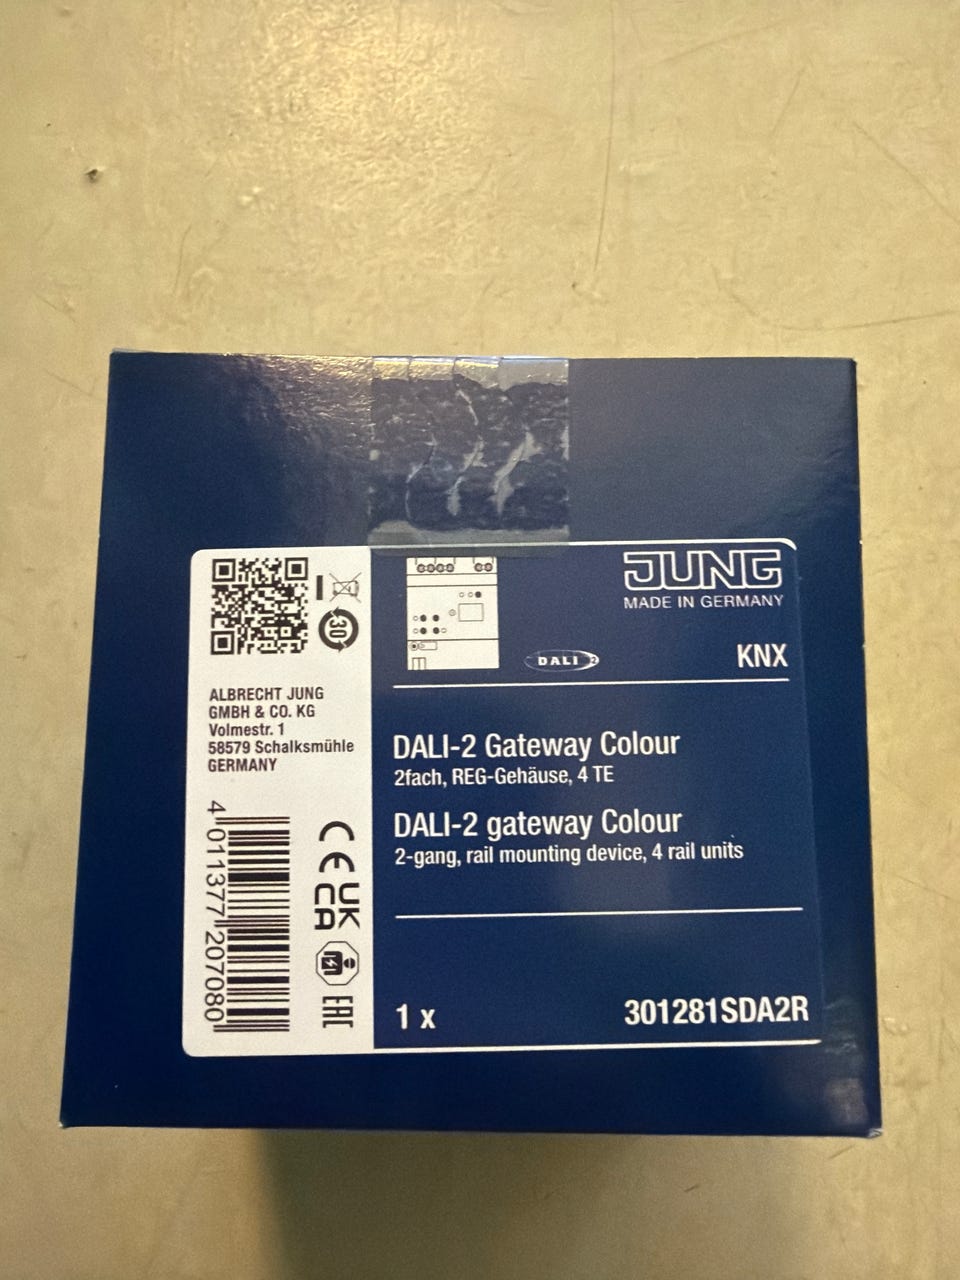 JUNG
MADE IN GERMANY
KNX
DALI 2
30
ALBRECHT JUNG
GMBH & CO. KG
Volmestr. 1
58579 Schalksmühle
GERMANY
4 011377 207080
CE
UK
CA
EAC
DALI-2 Gateway Colour
2fach, REG-Gehäuse, 4 TE
DALI-2 gateway Colour
2-gang, rail mounting device, 4 rail units
1 x
301281SDA2R